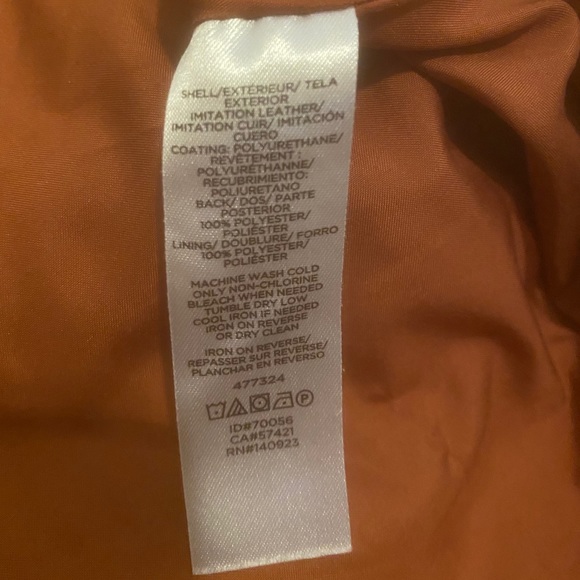 SHELL/EXTÉRIEUR/ TELA
EXTERIOR
IMITATION LEATHER/
IMITATION CUIR/ IMITACIÓN
CUERO
COATING: POLYURETHANE/
REVÊTEMENT :
POLYURÉTHANNE/
RECUBRIMIENTO:
POLIURETANO
BACK/ DOS/ PARTE
POSTERIOR
100% POLYESTER/
POLIÉSTER
LINING/ DOUBLURE/ FORRO
100% POLYESTER/
POLIÉSTER
MACHINE WASH COLD
ONLY NON-CHLORINE
BLEACH WHEN NEEDED
TUMBLE DRY LOW
COOL IRON IF NEEDED
IRON ON REVERSE
OR DRY CLEAN
IRON ON REVERSE/
REPASSER SUR REVERS/
PLANCHAR EN REVERSO
477324
P
ID#70056
CA#57421
RN#140923